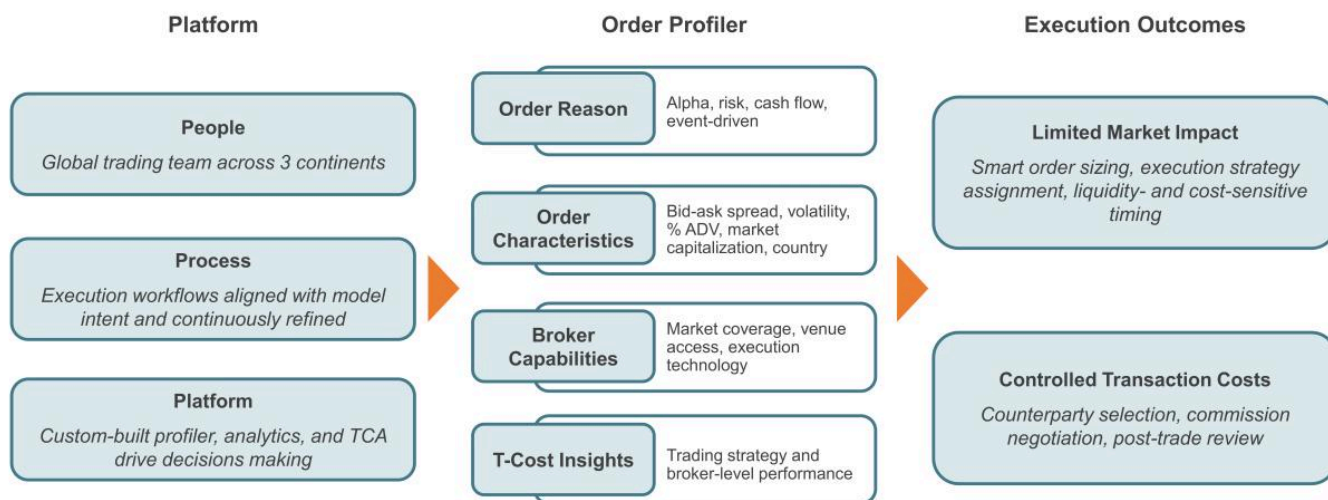 Platform
Order Profiler
Execution Outcomes
People
Global trading team across 3 continents
Process
Execution workflows aligned with model
intent and continuously refined
Platform
Custom-built profiler, analytics, and TCA
drive decisions making
Order Reason
Alpha, risk, cash flow,
event-driven
Order
Characteristics
Bid-ask spread, volatility,
% ADV, market
capitalization, country
Broker
Capabilities
Market coverage, venue
access, execution
technology
T-Cost Insights
Trading strategy and
broker-level performance
Limited Market Impact
Smart order sizing, execution strategy
assignment, liquidity- and cost-sensitive
timing
Controlled Transaction Costs
Counterparty selection, commission
negotiation, post-trade review